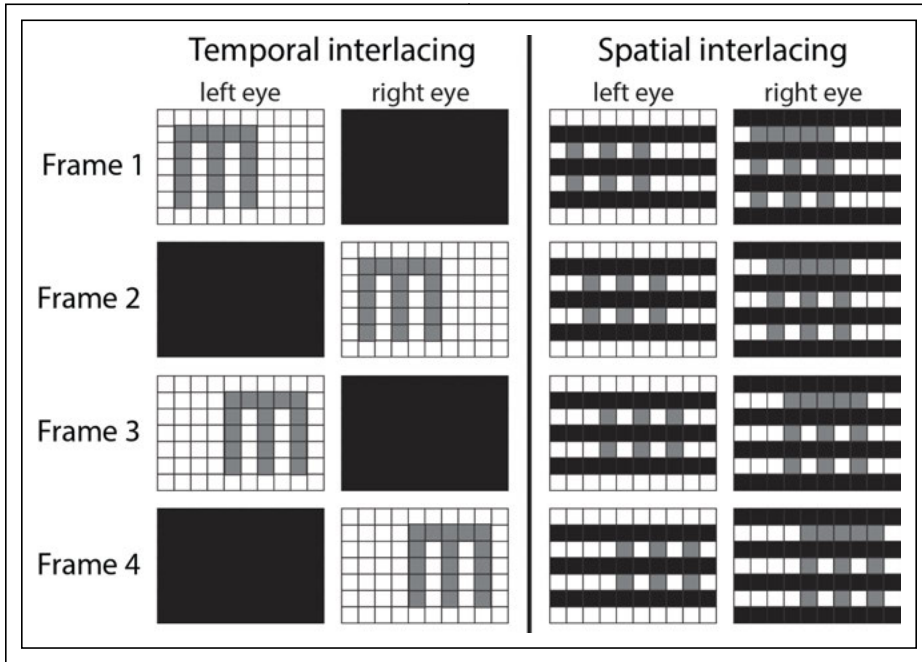 Temporal interlacing Spatial interlacing
left eye right eye left eye right eye
Frame 1
Frame 2
Frame 3
Frame 4